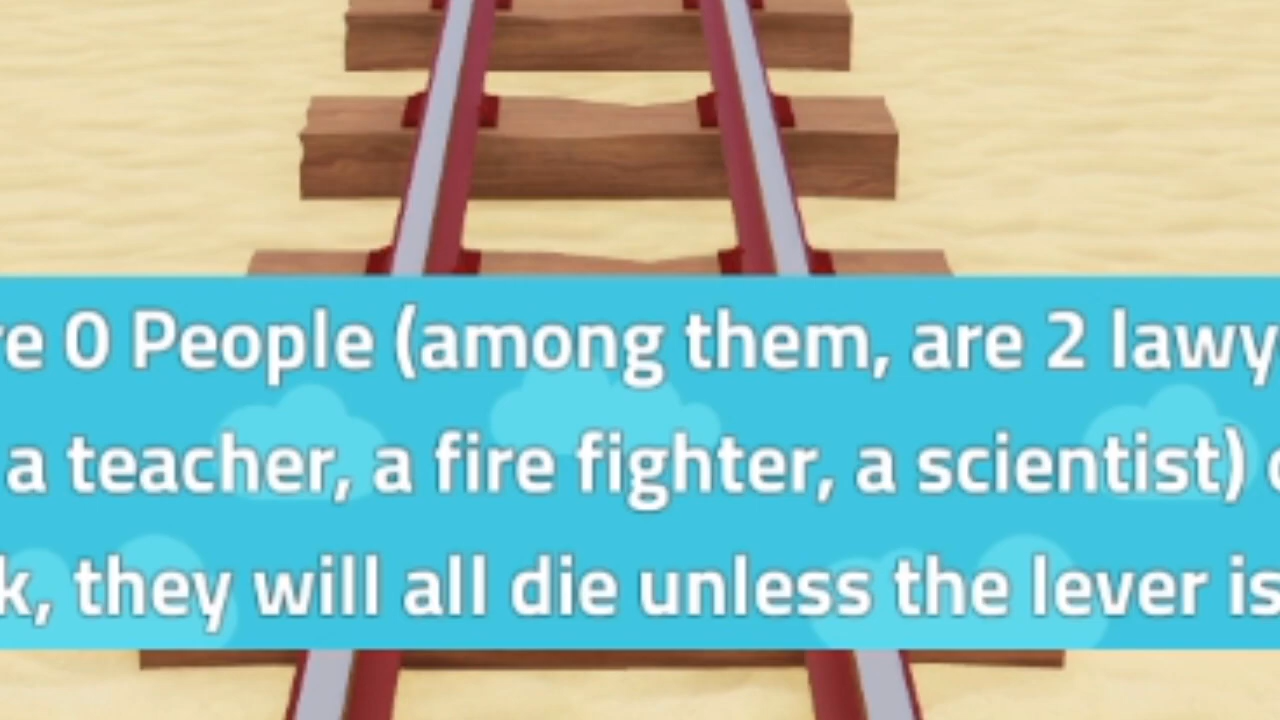 re 0 People (among them, are 2 lawy
a teacher, a fire fighter, a scientist)
k, they will all die unless the lever is